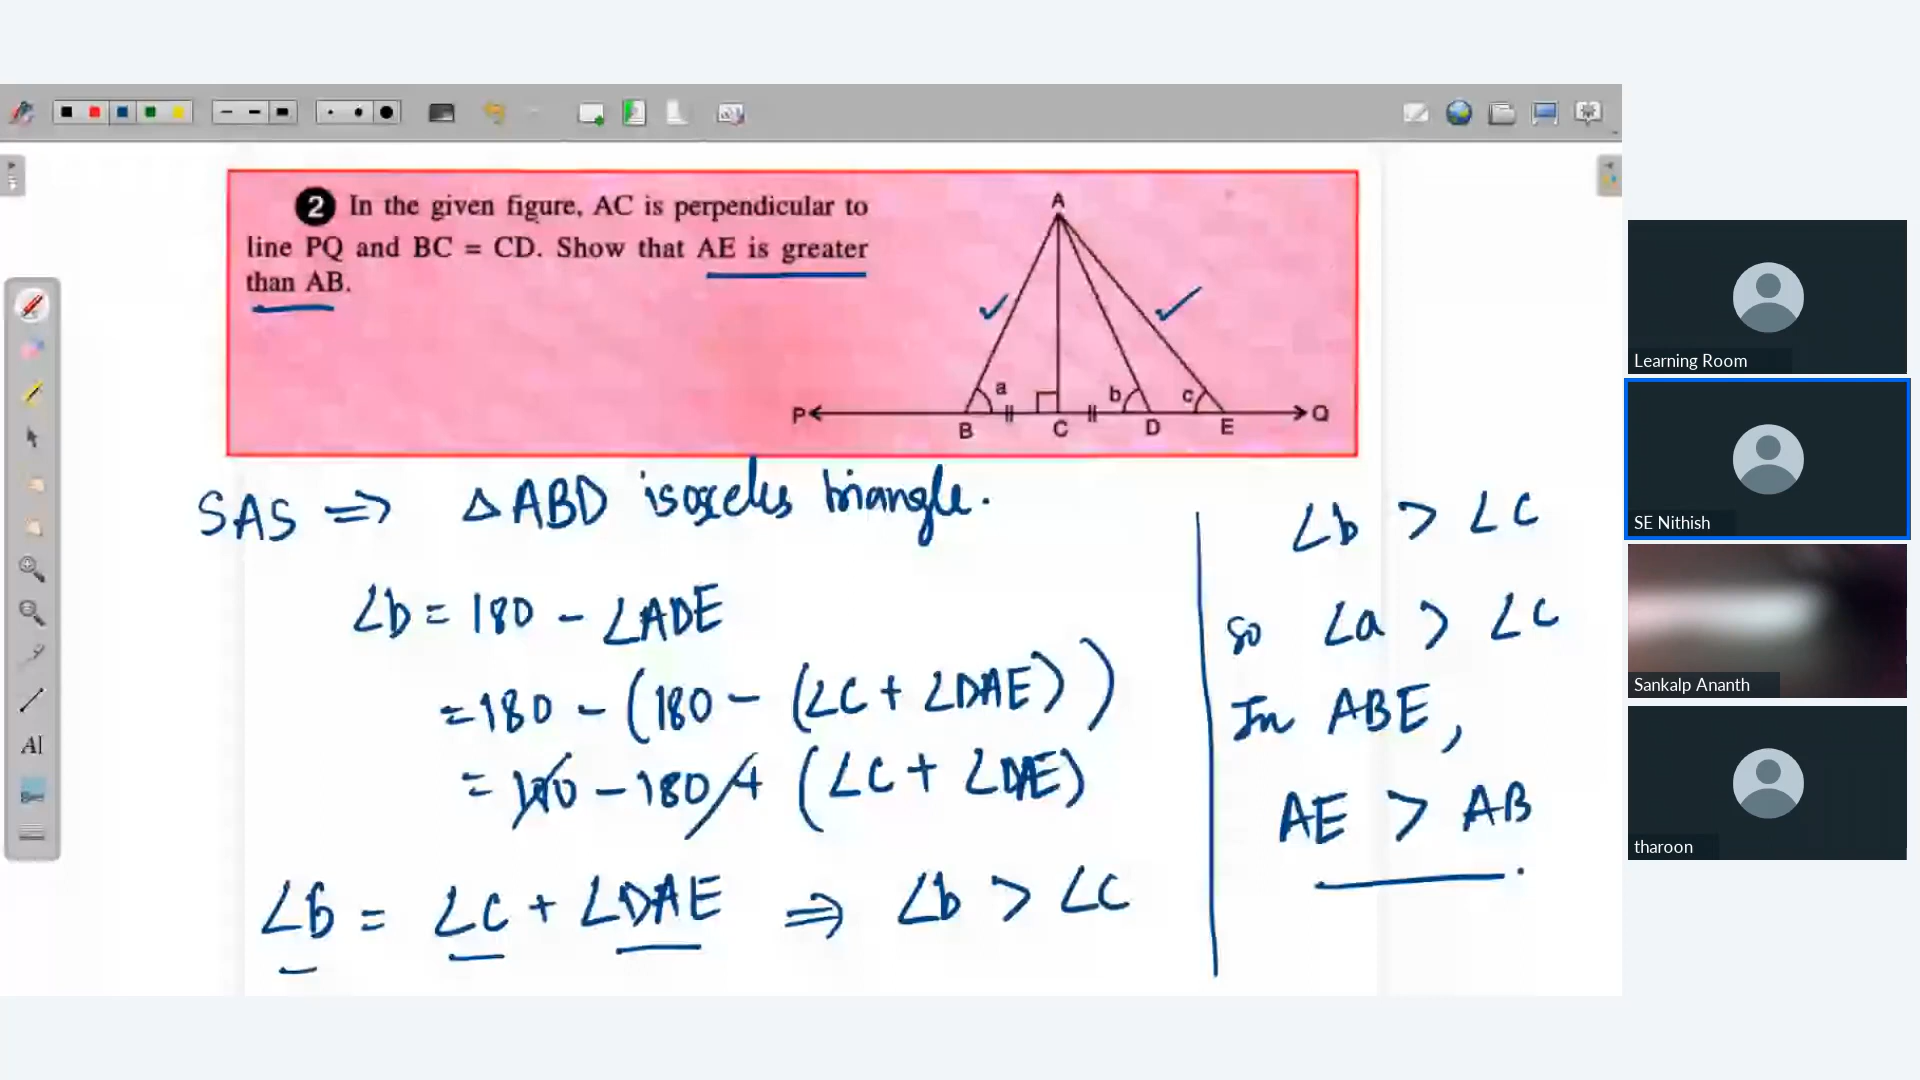 2 In the given figure, AC is perpendicular to
line PQ and BC = CD. Show that AE is greater
than AB.
A
a
b
c
P
B
C
D
E
Q
SAS ⇒ △ABD isosceles triangle.
∠b = 180 - ∠ADE
= 180 - (180 - (∠C + ∠DAE))
= 180 - 180 + (∠C + ∠DAE)
∠b = ∠C + ∠DAE ⇒ ∠b > ∠C
∠b > ∠C
so ∠a > ∠C
In ABE,
AE > AB
AI
Learning Room
SE Nithish
Sankalp Ananth
tharoon